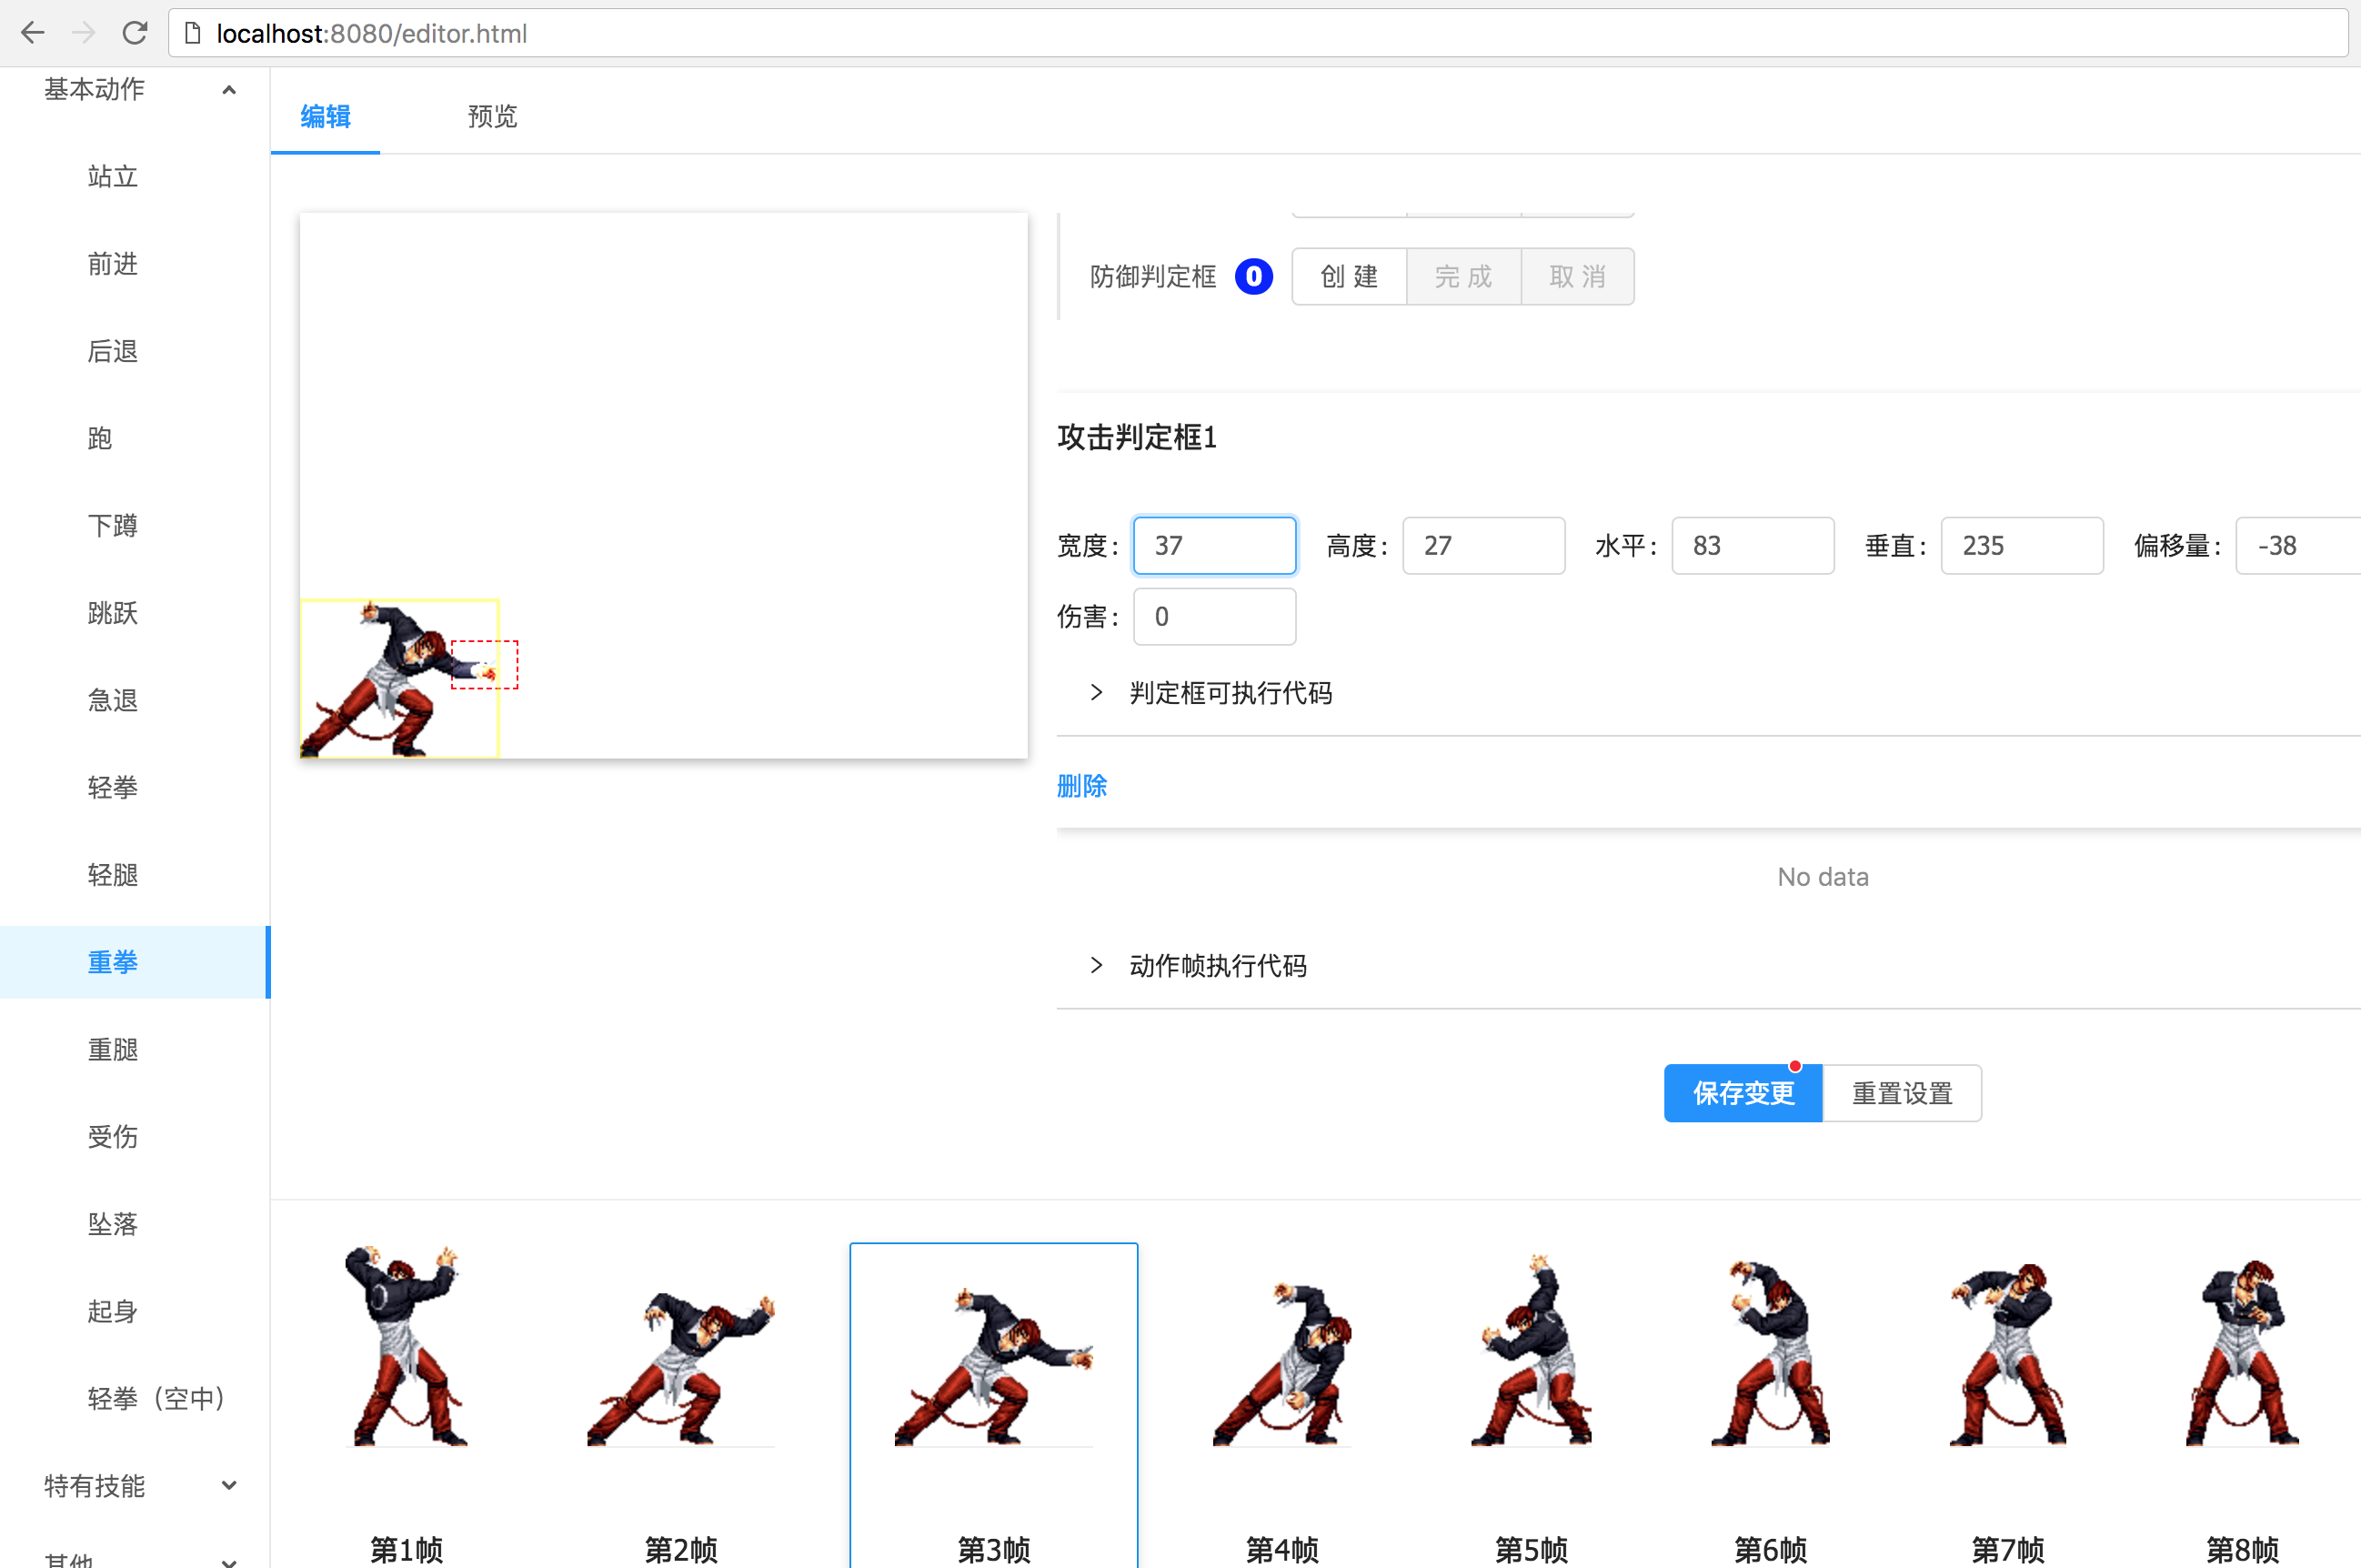 localhost:8080/editor.html
基本动作
站立
前进
后退
跑
下蹲
跳跃
急退
轻拳
轻腿
重拳
重腿
受伤
坠落
起身
轻拳（空中）
特有技能
其他
编辑 预览
防御判定框 0 创 建 完 成 取 消
攻击判定框1
宽度: 37 高度: 27 水平: 83 垂直: 235 偏移量: -38
伤害: 0
判定框可执行代码
删除
No data
动作帧执行代码
保存变更 重置设置
第1帧 第2帧 第3帧 第4帧 第5帧 第6帧 第7帧 第8帧